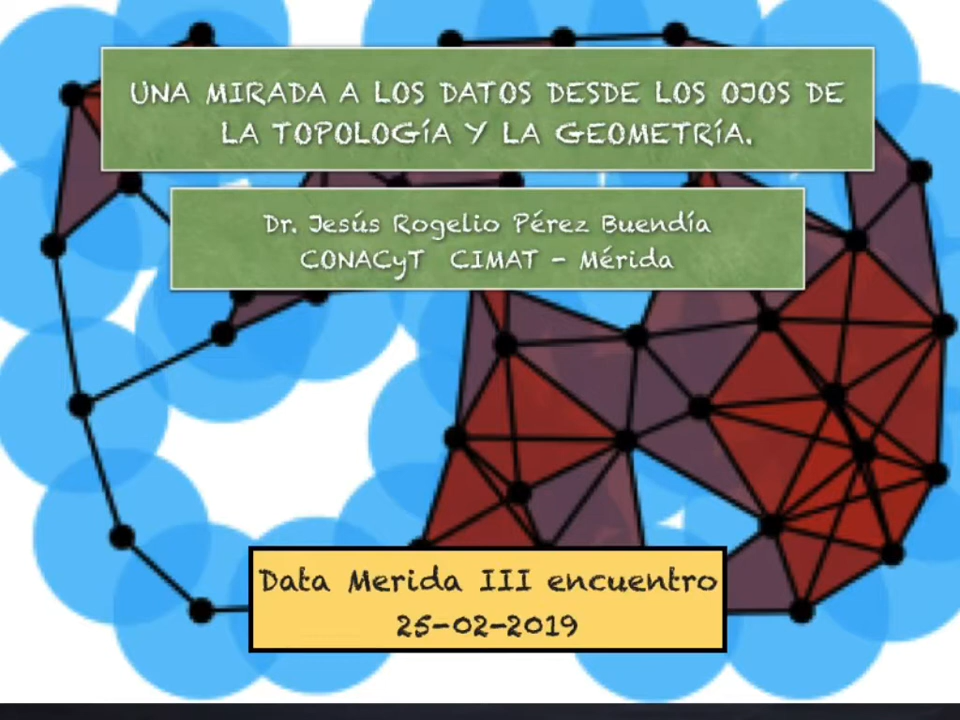 UNA MIRADA A LOS DATOS DESDE LOS OJOS DE
LA TOPOLOGÍA Y LA GEOMETRÍA.
Dr. Jesús Rogelio Pérez Buendía
CONACyT CIMAT - Mérida
Data Merida III encuentro
25-02-2019